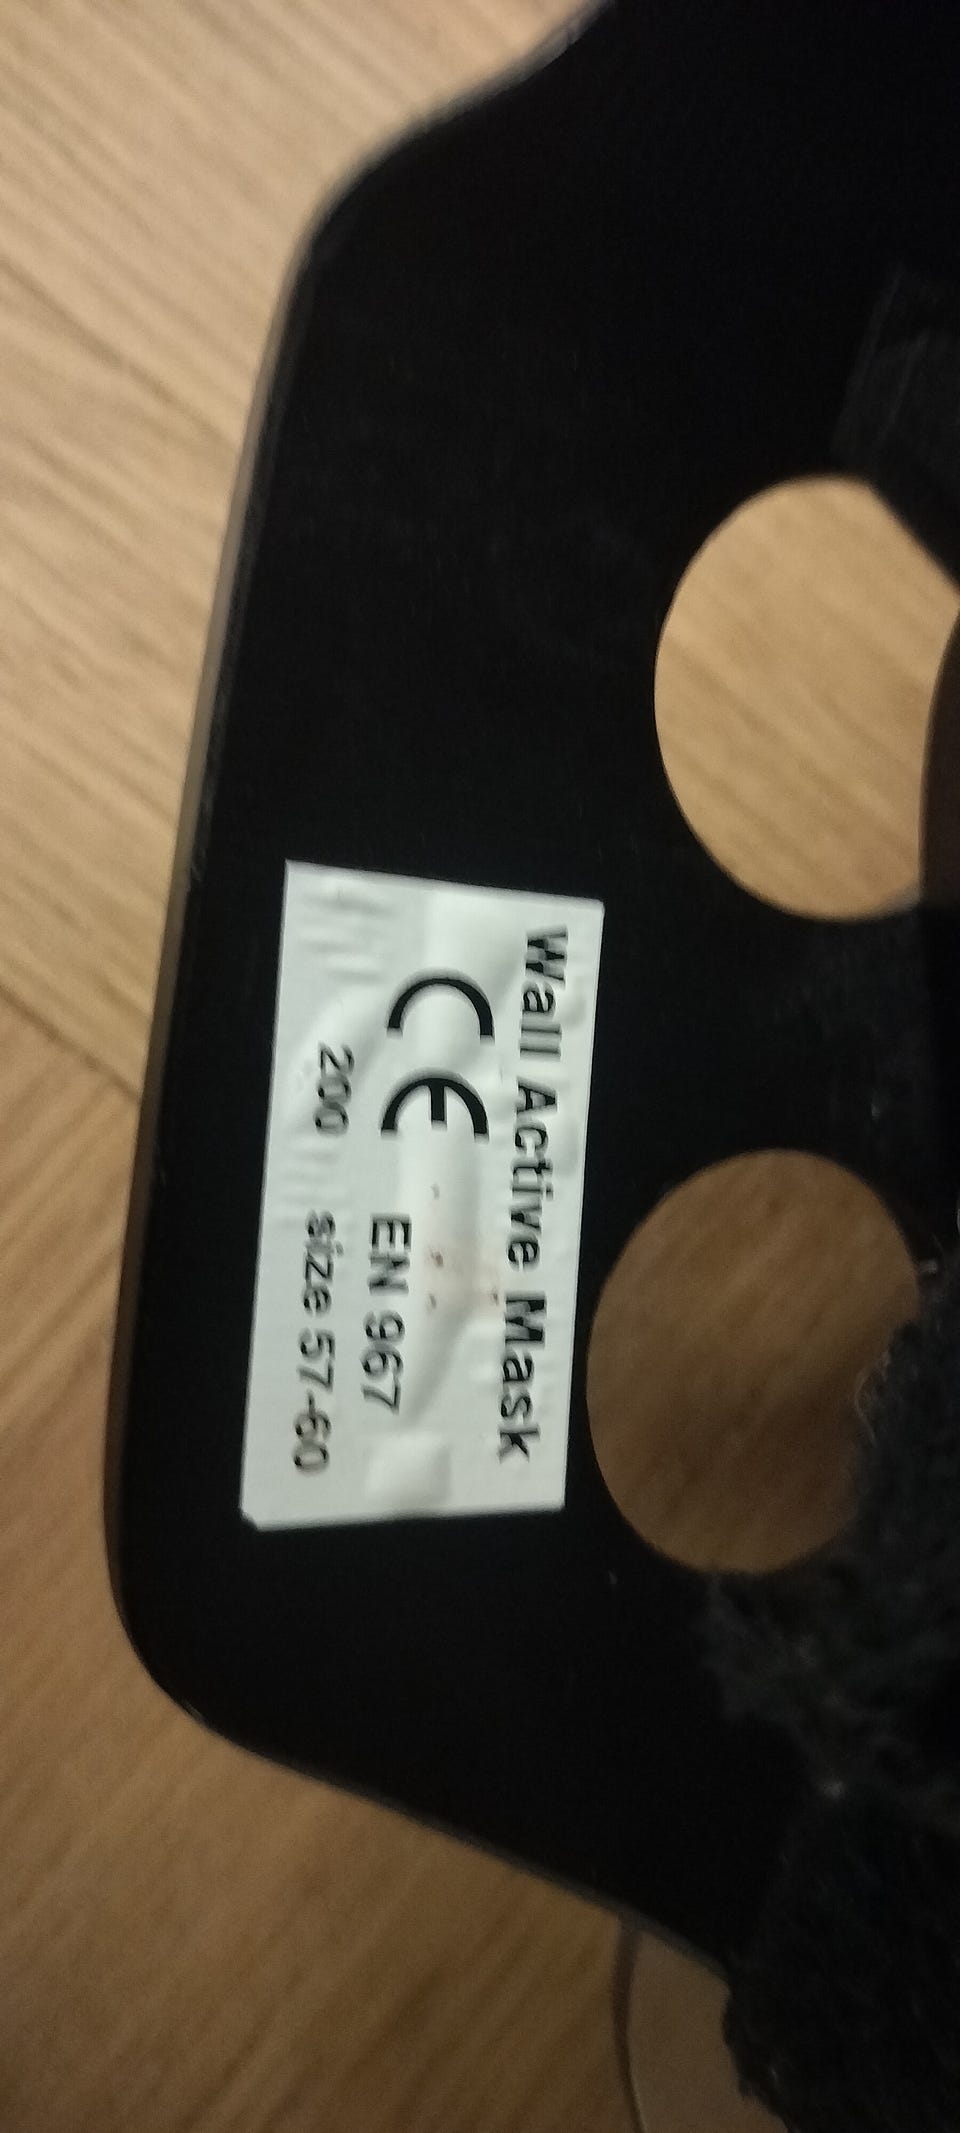 Wall Active Mask
CE EN 967
200 size 57-60